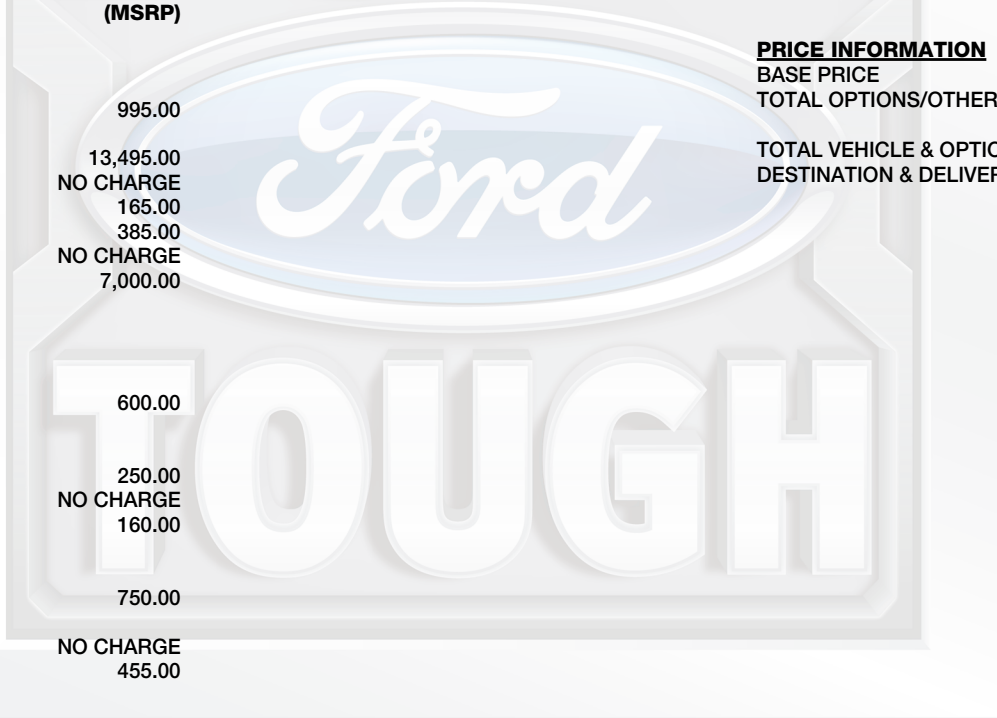 (MSRP)
995.00
13,495.00
NO CHARGE
165.00
385.00
NO CHARGE
7,000.00
600.00
250.00
NO CHARGE
160.00
750.00
NO CHARGE
455.00
PRICE INFORMATION
BASE PRICE
TOTAL OPTIONS/OTHER
TOTAL VEHICLE & OPTIO
DESTINATION & DELIVER
Ford
TOUGH